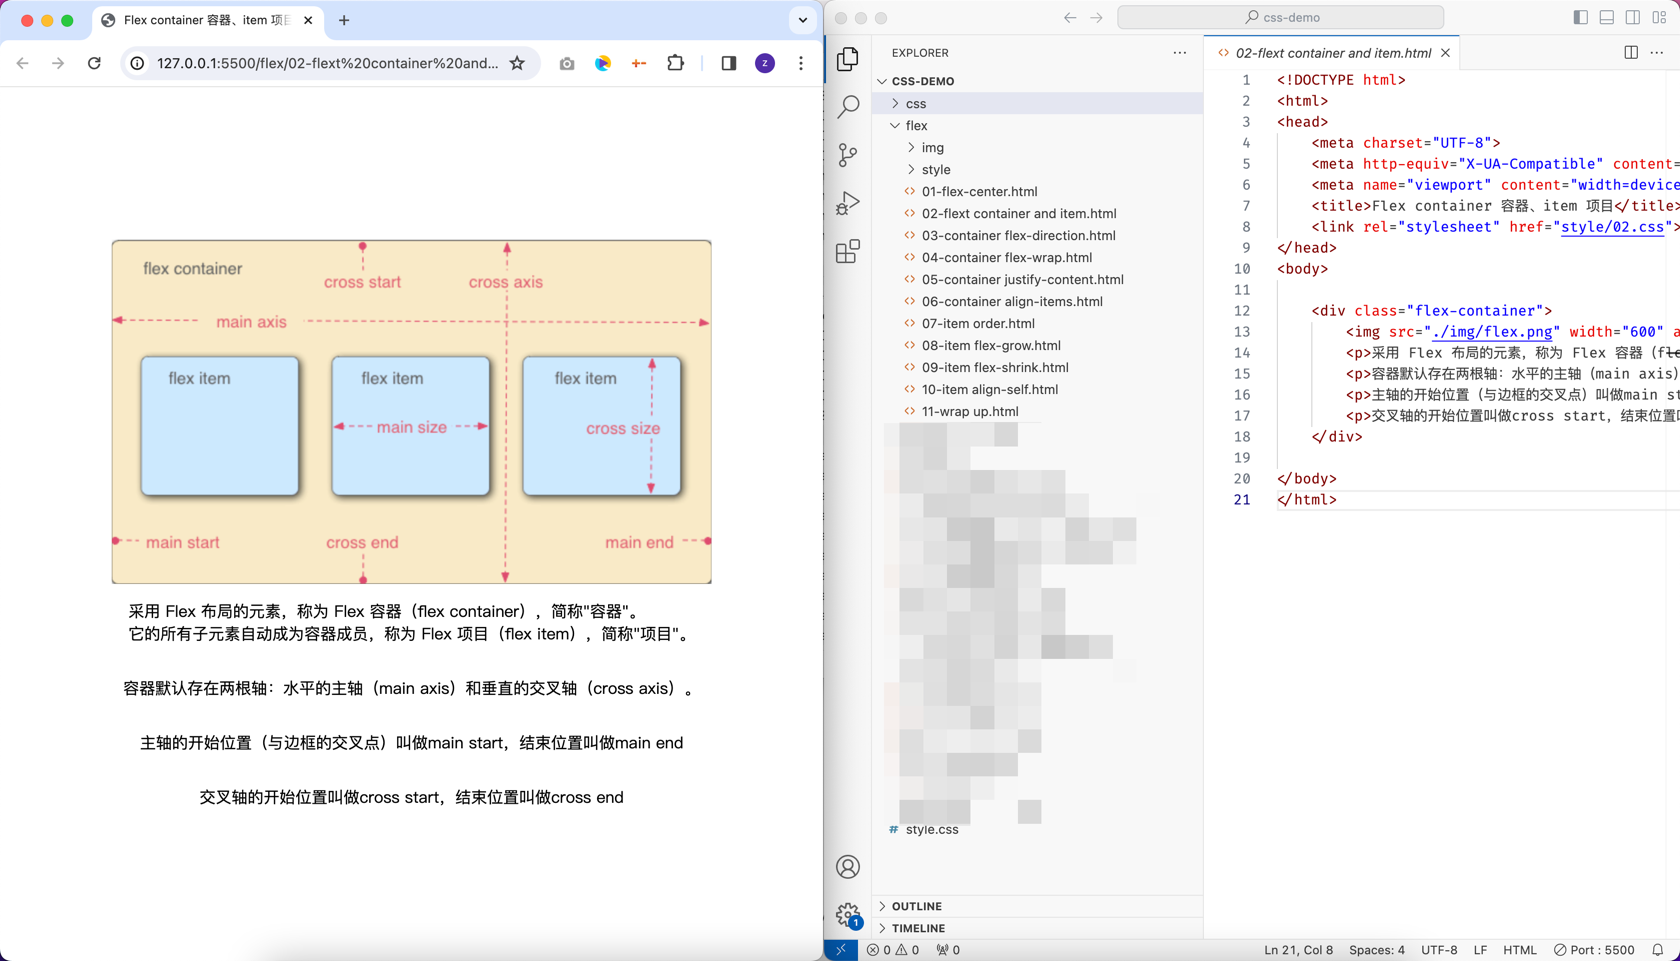 Flex container 容器、item 项目
127.0.0.1:5500/flex/02-flext%20container%20and...
z
flex container
cross start
cross axis
main axis
flex item
flex item
flex item
main size
cross size
main start
cross end
main end
采用 Flex 布局的元素，称为 Flex 容器（flex container），简称"容器"。
它的所有子元素自动成为容器成员，称为 Flex 项目（flex item），简称"项目"。
容器默认存在两根轴：水平的主轴（main axis）和垂直的交叉轴（cross axis）。
主轴的开始位置（与边框的交叉点）叫做main start，结束位置叫做main end
交叉轴的开始位置叫做cross start，结束位置叫做cross end
css-demo
EXPLORER
CSS-DEMO
css
flex
img
style
01-flex-center.html
02-flext container and item.html
03-container flex-direction.html
04-container flex-wrap.html
05-container justify-content.html
06-container align-items.html
07-item order.html
08-item flex-grow.html
09-item flex-shrink.html
10-item align-self.html
11-wrap up.html
# style.css
OUTLINE
TIMELINE
1
02-flext container and item.html
1 <!DOCTYPE html>
2 <html>
3 <head>
4 <meta charset="UTF-8">
5 <meta http-equiv="X-UA-Compatible" content=
6 <meta name="viewport" content="width=device
7 <title>Flex container 容器、item 项目</title>
8 <link rel="stylesheet" href="style/02.css">
9 </head>
10 <body>
11
12 <div class="flex-container">
13 <img src="./img/flex.png" width="600" a
14 <p>采用 Flex 布局的元素，称为 Flex 容器（fle
15 <p>容器默认存在两根轴：水平的主轴（main axis）
16 <p>主轴的开始位置（与边框的交叉点）叫做main st
17 <p>交叉轴的开始位置叫做cross start，结束位置叫
18 </div>
19
20 </body>
21 </html>
0 0 0
Ln 21, Col 8 Spaces: 4 UTF-8 LF HTML Port : 5500